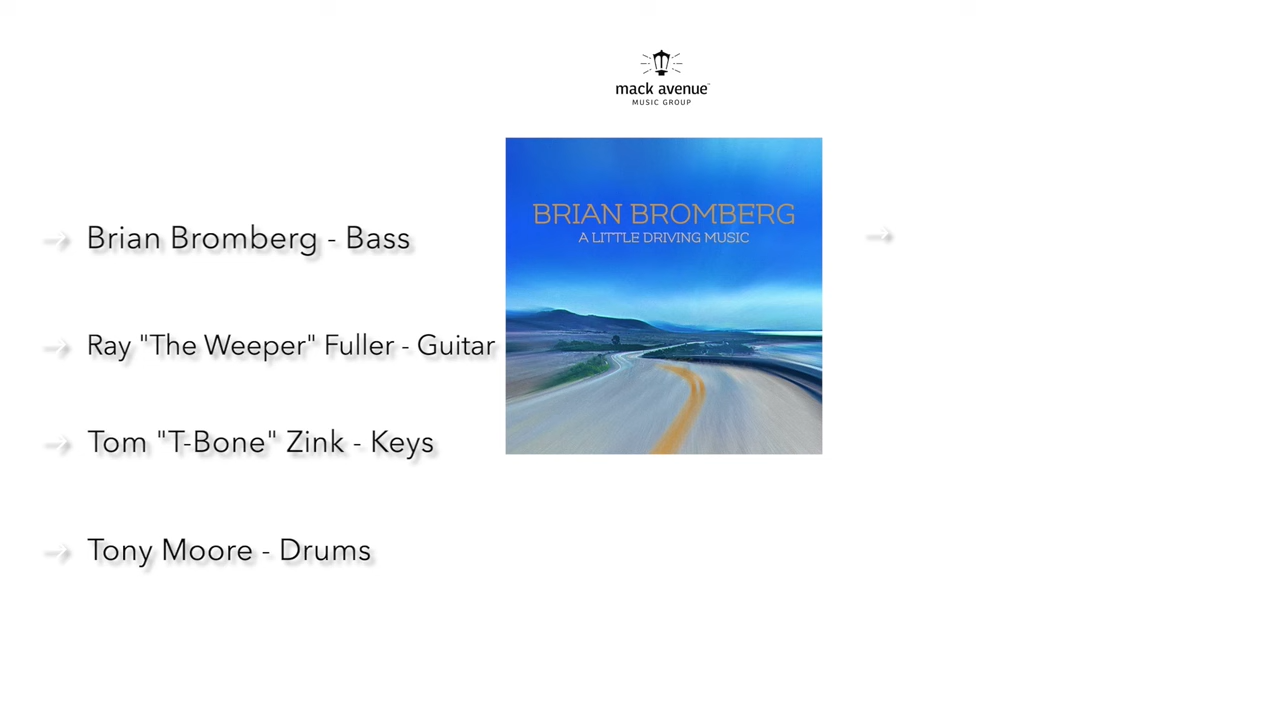 mack avenue
MUSIC GROUP
BRIAN BROMBERG
A LITTLE DRIVING MUSIC
→ Brian Bromberg - Bass
→ Ray "The Weeper" Fuller - Guitar
→ Tom "T-Bone" Zink - Keys
→ Tony Moore - Drums
→